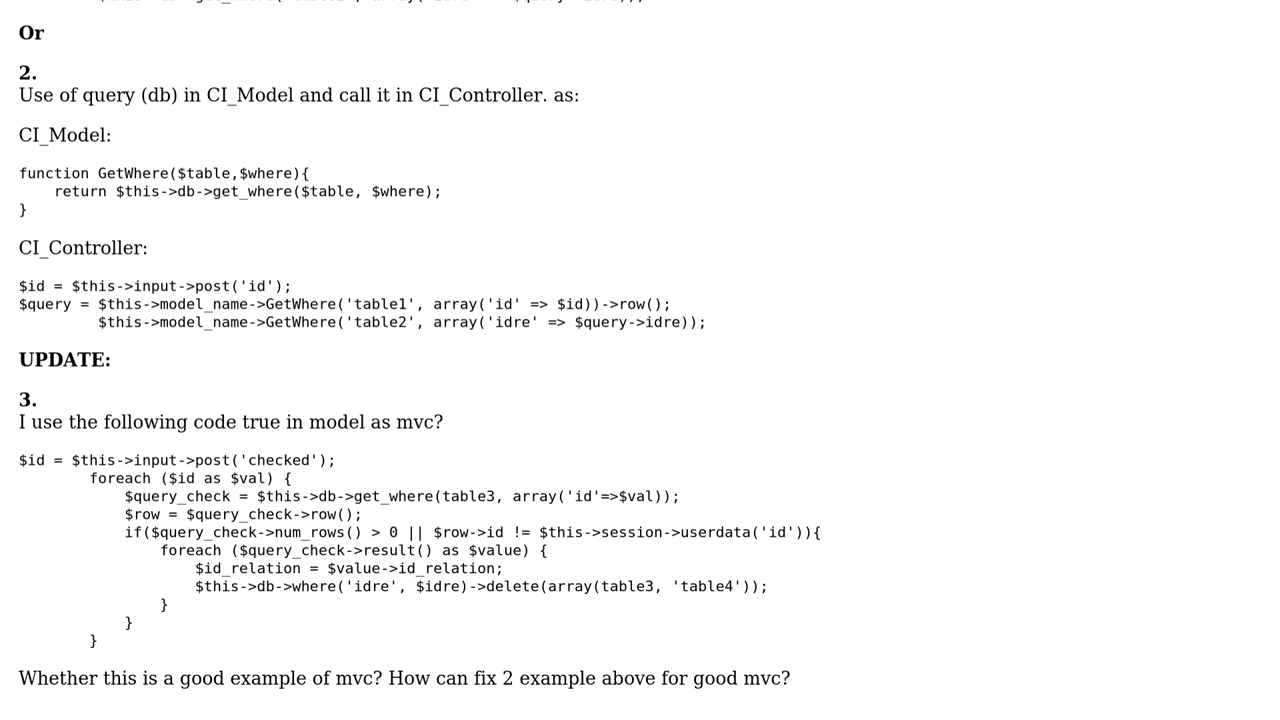 Or
2.
Use of query (db) in CI_Model and call it in CI_Controller. as:
CI_Model:
function GetWhere($table,$where){
    return $this->db->get_where($table, $where);
}
CI_Controller:
$id = $this->input->post('id');
$query = $this->model_name->GetWhere('table1', array('id' => $id))->row();
         $this->model_name->GetWhere('table2', array('idre' => $query->idre));
UPDATE:
3.
I use the following code true in model as mvc?
$id = $this->input->post('checked');
        foreach ($id as $val) {
            $query_check = $this->db->get_where(table3, array('id'=>$val));
            $row = $query_check->row();
            if($query_check->num_rows() > 0 || $row->id != $this->session->userdata('id')){
                foreach ($query_check->result() as $value) {
                    $id_relation = $value->id_relation;
                    $this->db->where('idre', $idre)->delete(array(table3, 'table4'));
                }
            }
        }
Whether this is a good example of mvc? How can fix 2 example above for good mvc?